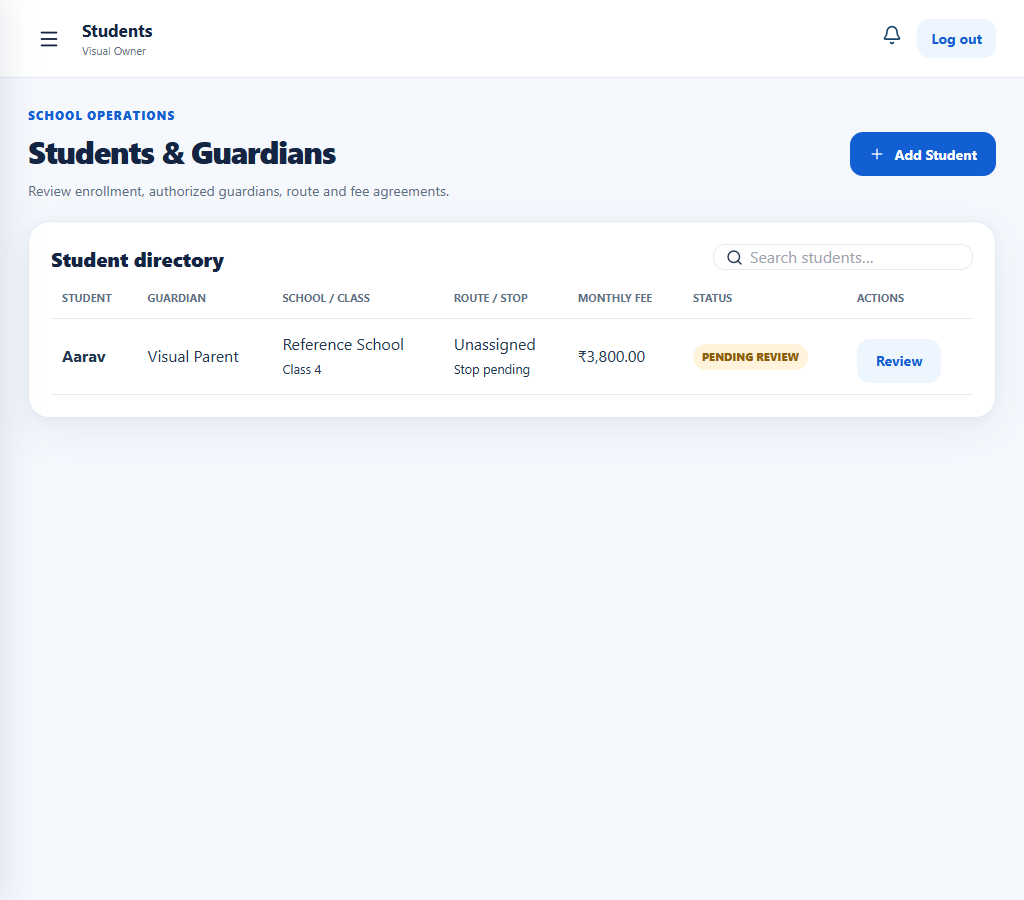 Students
Visual Owner
Log out
SCHOOL OPERATIONS
Students & Guardians
Review enrollment, authorized guardians, route and fee agreements.
+ Add Student
Student directory
Search students...
STUDENT GUARDIAN SCHOOL / CLASS ROUTE / STOP MONTHLY FEE STATUS ACTIONS
Aarav Visual Parent Reference School Unassigned ₹3,800.00 PENDING REVIEW Review
Class 4 Stop pending